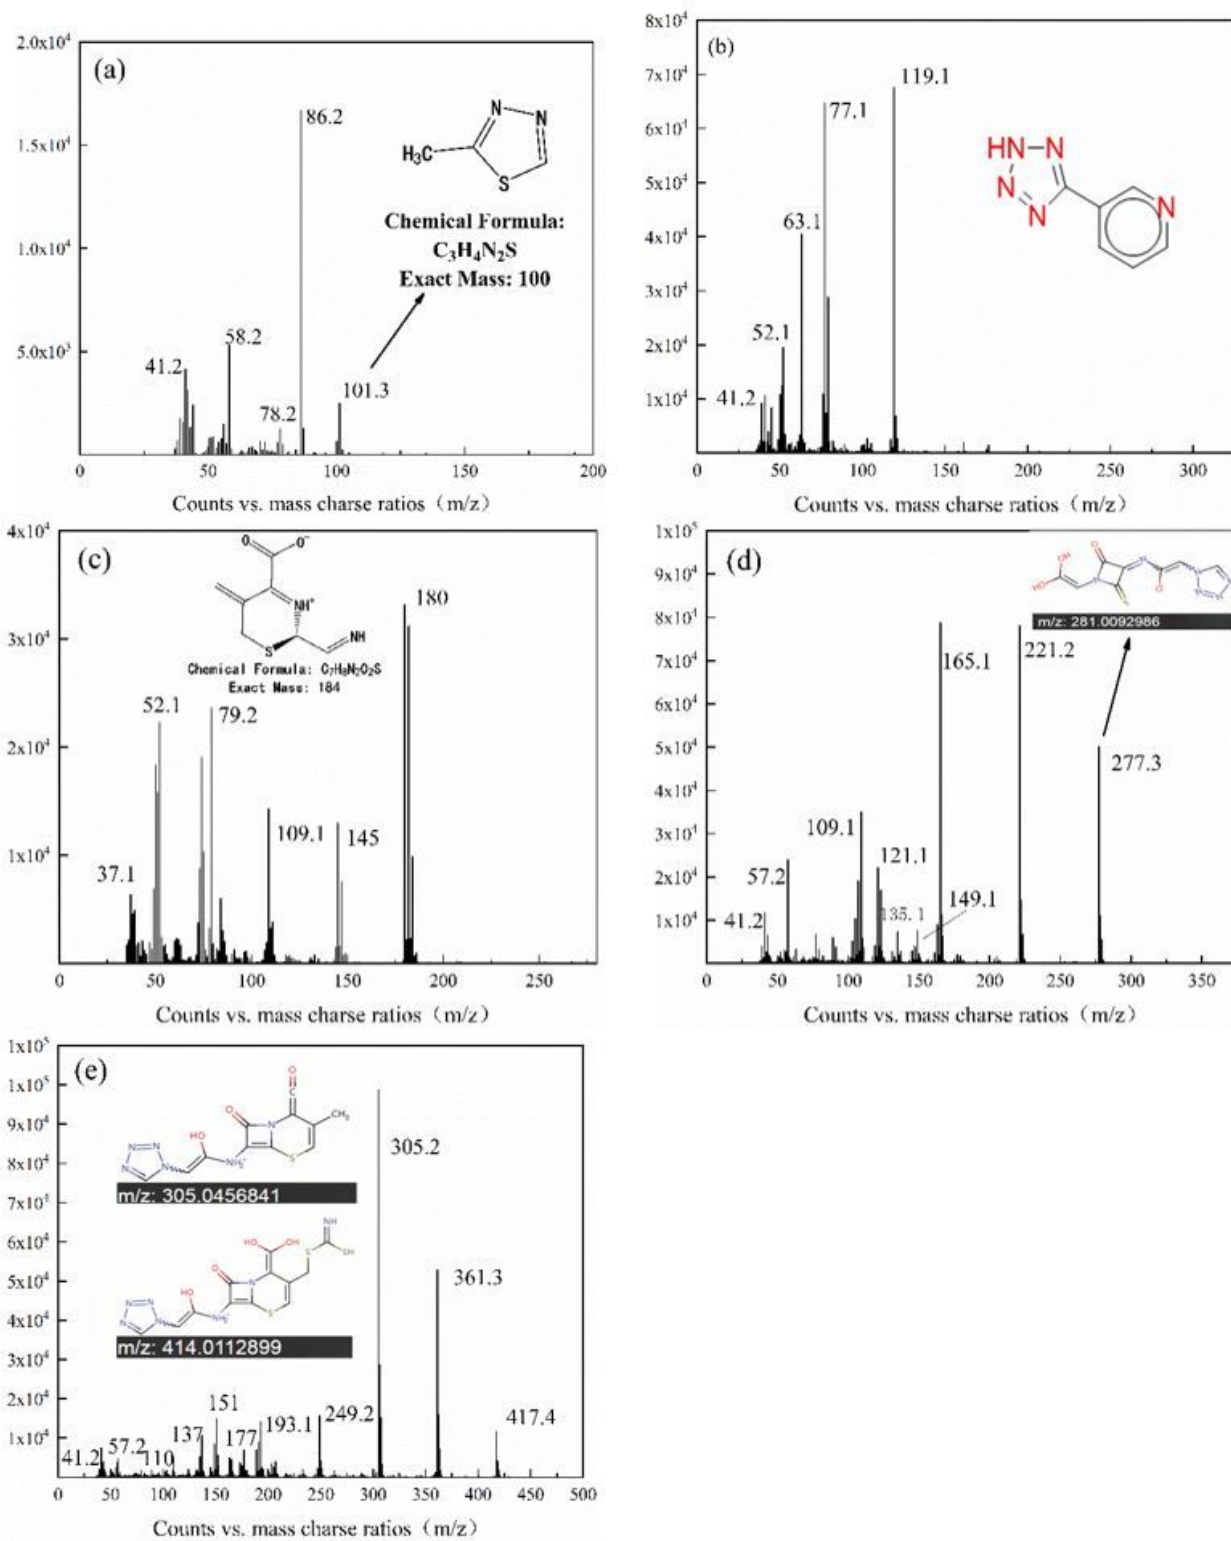 (a)
2.0x10⁴
1.5x10⁴
1.0x10⁴
5.0x10³
86.2
41.2
58.2
78.2
101.3
N
N
H₃C
S
Chemical Formula:
C₃H₄N₂S
Exact Mass: 100
0 50 100 150 200
Counts vs. mass charse ratios（m/z）
(b)
8x10⁴
7x10⁴
6x10⁴
5x10⁴
4x10⁴
3x10⁴
2x10⁴
1x10⁴
119.1
77.1
63.1
52.1
41.2
HN N
N
N
N
0 50 100 150 200 250 300
Counts vs. mass charse ratios（m/z）
(c)
4x10⁴
3x10⁴
2x10⁴
1x10⁴
O O⁻
NH⁺
NH
S
Chemical Formula: C₇H₈N₂O₂S
Exact Mass: 184
180
52.1
79.2
109.1
145
37.1
0 50 100 150 200 250
Counts vs. mass charse ratios（m/z）
(d)
1x10⁵
9x10⁴
8x10⁴
7x10⁴
6x10⁴
5x10⁴
4x10⁴
3x10⁴
2x10⁴
1x10⁴
m/z: 281.0092986
165.1
221.2
277.3
109.1
121.1
57.2
41.2
135.1
149.1
0 50 100 150 200 250 300 350
Counts vs. mass charse ratios（m/z）
(e)
1x10⁵
1x10⁵
9x10⁴
8x10⁴
7x10⁴
6x10⁴
5x10⁴
4x10⁴
3x10⁴
2x10⁴
1x10⁴
O
C
O
CH₃
N
HO
N N
N N
S
m/z: 305.0456841
NH
HO OH
S SH
O
N
HO
N N
N N
S
m/z: 414.0112899
305.2
361.3
417.4
151
137
177
193.1
249.2
41.2
57.2
110
0 50 100 150 200 250 300 350 400 450 500
Counts vs. mass charse ratios（m/z）